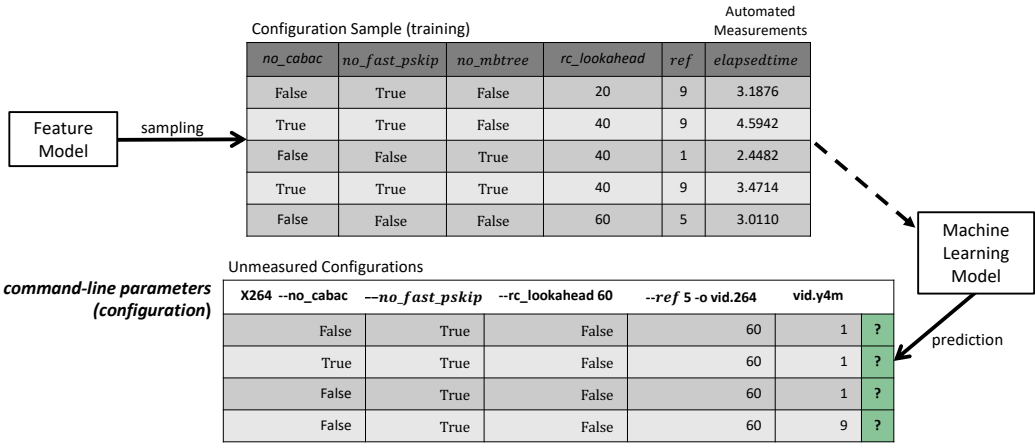 Configuration Sample (training)
Automated
Measurements
no_cabac no_fast_pskip no_mbtree rc_lookahead ref elapsedtime
False True False 20 9 3.1876
True True False 40 9 4.5942
False False True 40 1 2.4482
True True True 40 9 3.4714
False False False 60 5 3.0110
Feature
Model
sampling
Machine
Learning
Model
prediction
Unmeasured Configurations
command-line parameters
(configuration)
X264 --no_cabac --no_fast_pskip --rc_lookahead 60 --ref 5 -o vid.264 vid.y4m
False True False 60 1 ?
True True False 60 1 ?
False True False 60 1 ?
False True False 60 9 ?